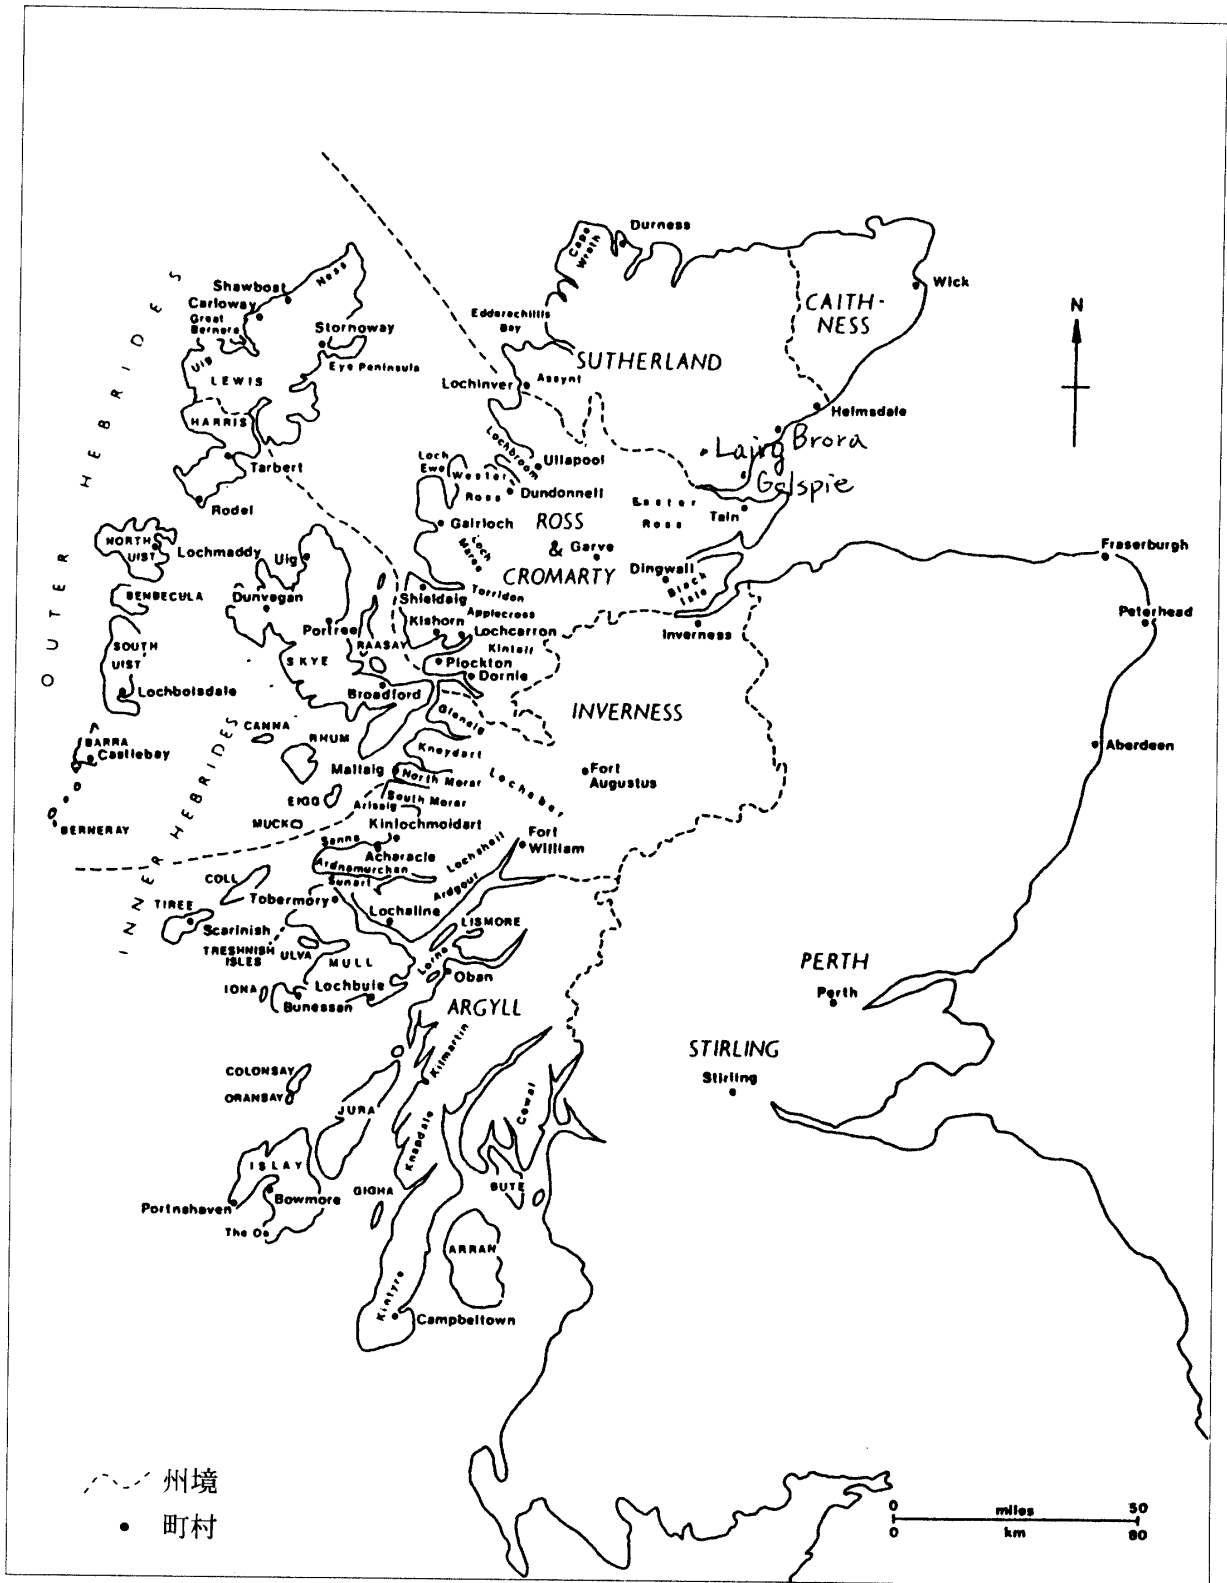 Durness
Cape
Wrath
Wick
CAITH-
NESS
N
Shawbost
Ness
Carloway
Great
Bernera
Stornoway
Edderachillis
Bay
Uig
LEWIS
Eye Peninsula
SUTHERLAND
Lochinver
Assynt
HARRIS
Helmsdale
Lairg
Brora
Tarbert
Lochbroom
Ullapool
Loch
Ewe
Wester
Ross
Dundonnell
Golspie
Rodel
Easter
Ross
Tain
Gairloch
ROSS
&
CROMARTY
Garve
Loch
Maree
Dingwall
Black
Isle
Fraserburgh
OUTER HEBRIDES
NORTH
UIST
Lochmaddy
Uig
BENBECULA
Dunvegan
Shieldaig
Torridon
Applecross
Peterhead
Portree
RAASAY
Kishorn
Lochcarron
Inverness
SOUTH
UIST
SKYE
Kintail
Plockton
Dornie
Lochboisdale
Broadford
INVERNESS
Glenelg
CANNA
RHUM
Knoydart
BARRA
Castlebay
Aberdeen
Mallaig
North Morar
Lochaber
Fort
Augustus
INNER HEBRIDES
EIGG
South Morar
Arisaig
MUCK
Kinlochmoidart
BERNERAY
Sanna
Acharacle
Lochsheil
Fort
William
Ardnamurchan
Sunart
Ardgour
COLL
Tobermory
TIREE
Scarinish
Lochaline
LISMORE
TRESHNISH
ISLES
ULVA
MULL
Lorne
Oban
PERTH
Perth
IONA
Bunessan
Lochbuie
ARGYLL
Kilmartin
STIRLING
Stirling
COLONSAY
ORANSAY
JURA
Cowal
Knapdale
ISLAY
Portnahaven
Bowmore
GIGHA
BUTE
The Oa
ARRAN
Kintyre
Campbeltown
州境
町村
0 miles 50
0 km 80